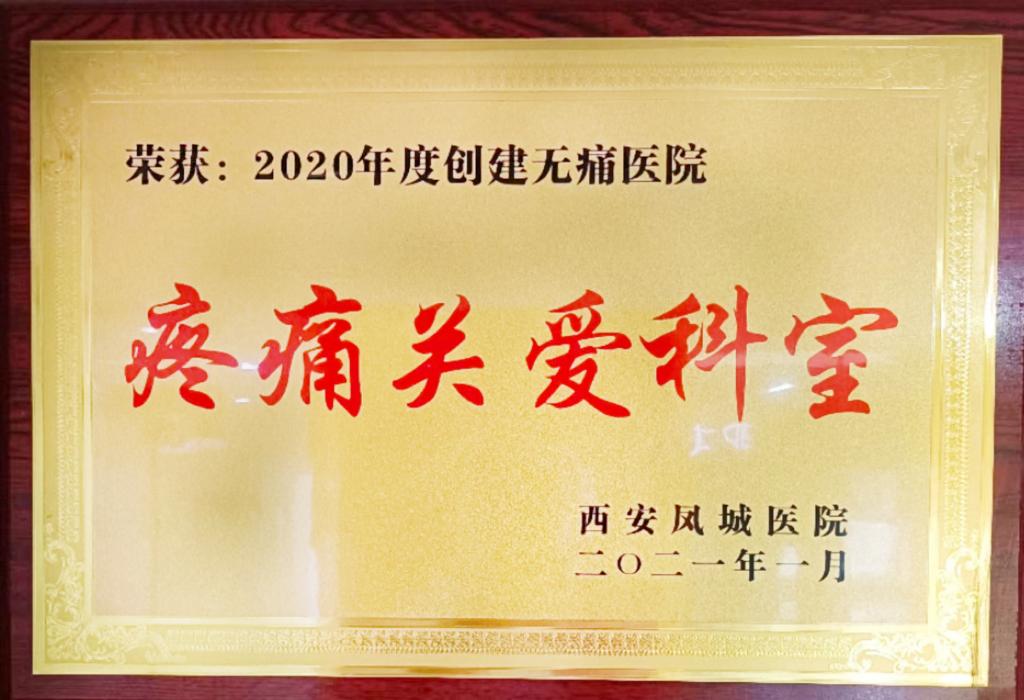 荣获：2020年度创建无痛医院
疼痛关爱科室
西安凤城医院
二〇二一年一月